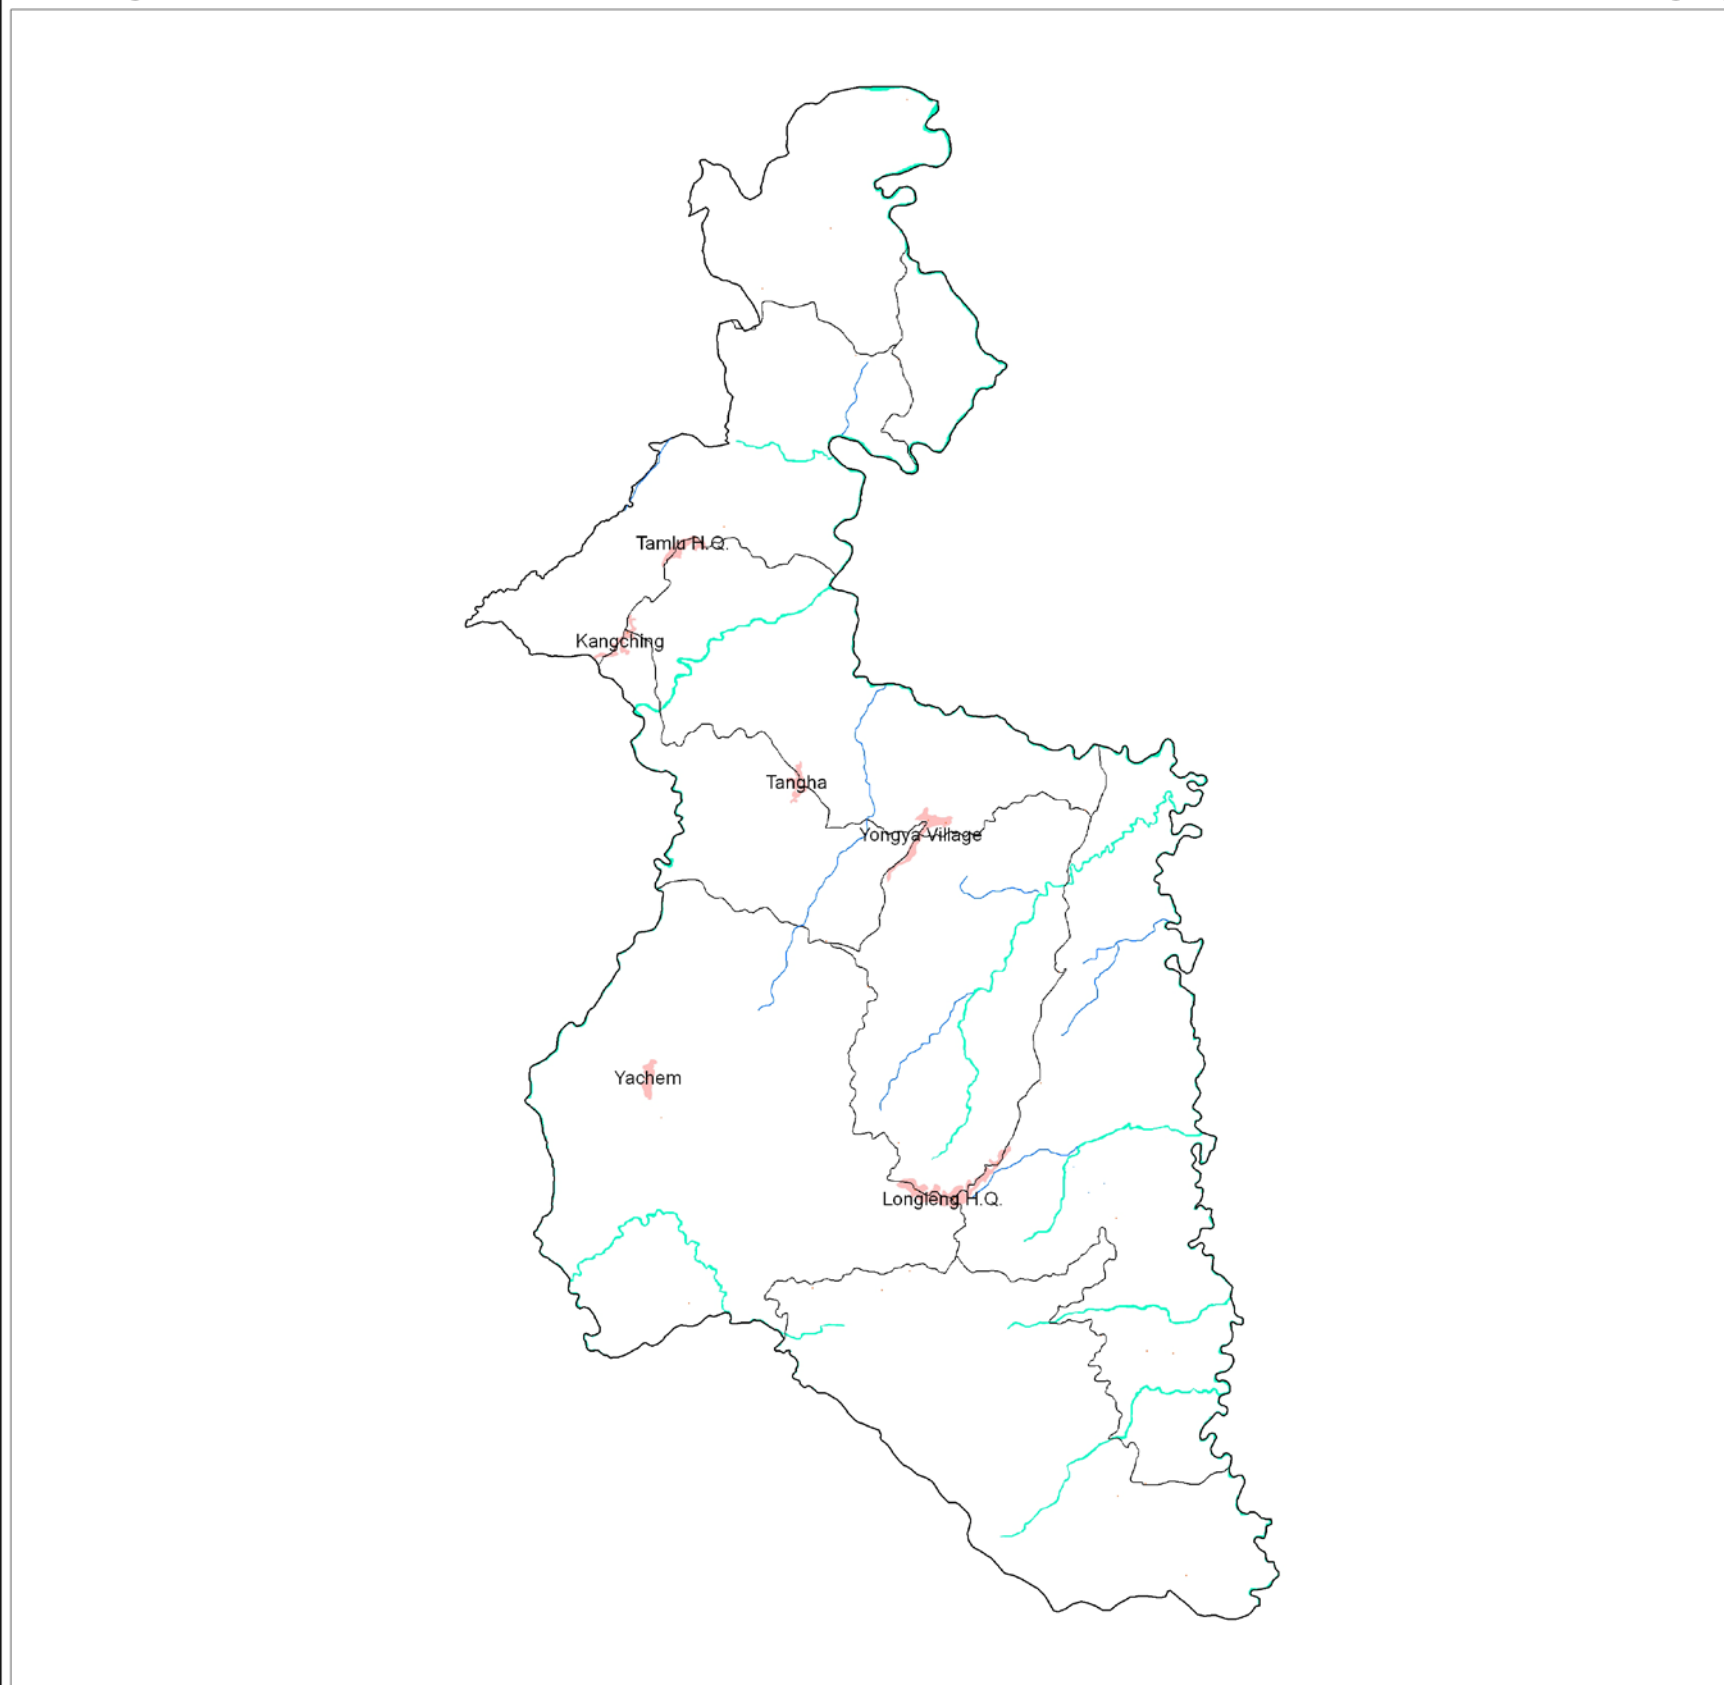 Tamlu H.Q.
Kangching
Tangha
Yongya Village
Yachem
Longleng H.Q.